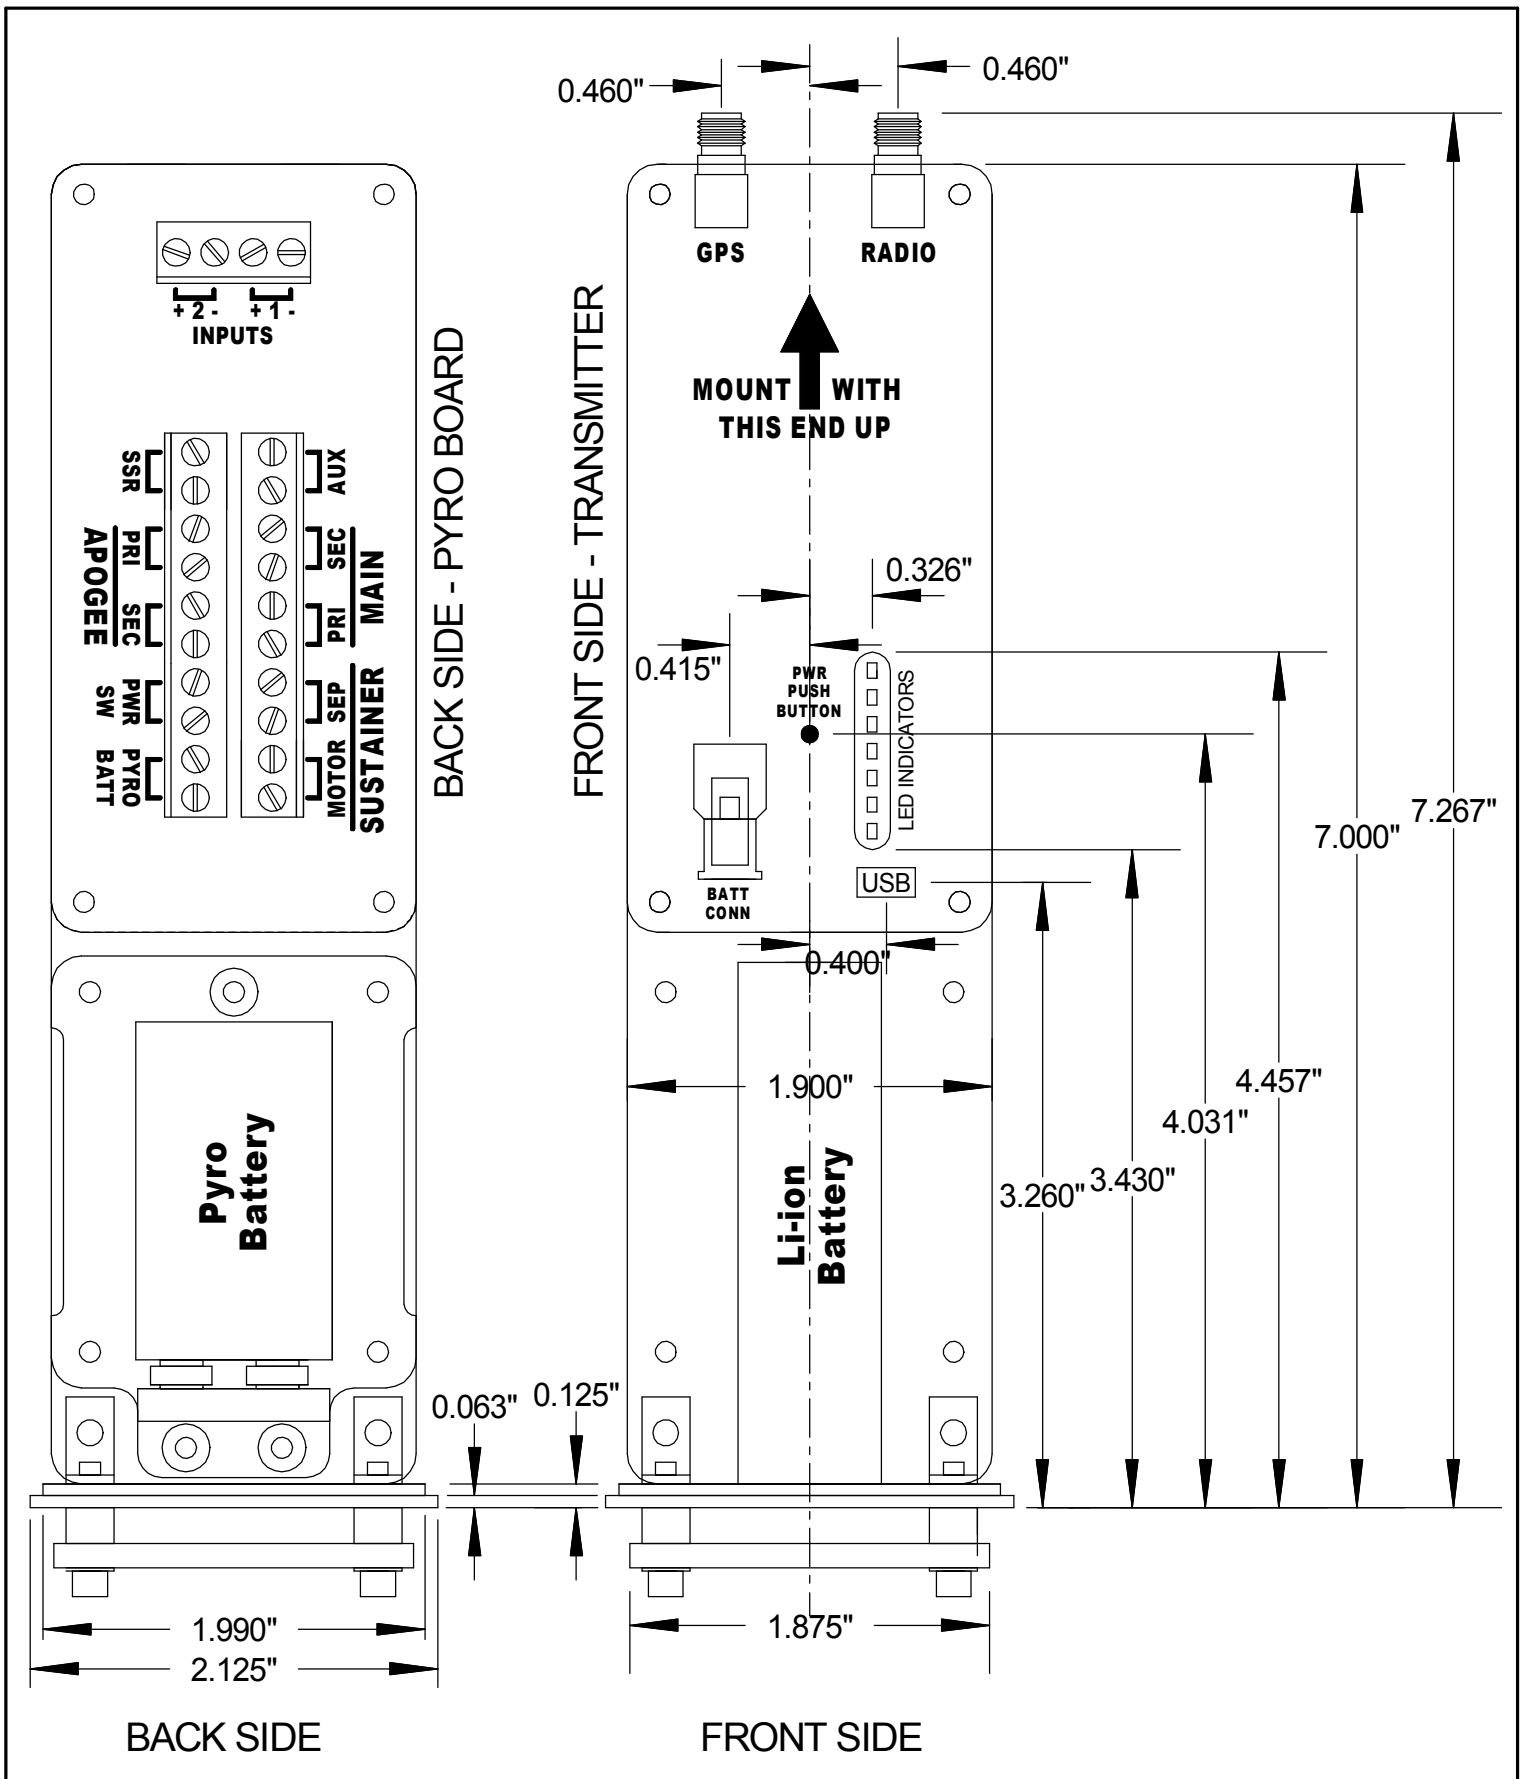 0.460"
0.460"
GPS
RADIO
+ 2 - + 1 -
INPUTS
MOUNT WITH
THIS END UP
BACK SIDE - PYRO BOARD
FRONT SIDE - TRANSMITTER
SSR
AUX
APOGEE
PRI
SEC
SEC
PRI
MAIN
PWR
SW
SEP
MOTOR
SUSTAINER
PYRO
BATT
0.326"
0.415"
PWR
PUSH
BUTTON
LED INDICATORS
BATT
CONN
USB
0.400"
7.267"
7.000"
4.457"
4.031"
3.430"
3.260"
1.900"
Pyro
Battery
Li-ion
Battery
0.063"
0.125"
1.990"
2.125"
1.875"
BACK SIDE
FRONT SIDE